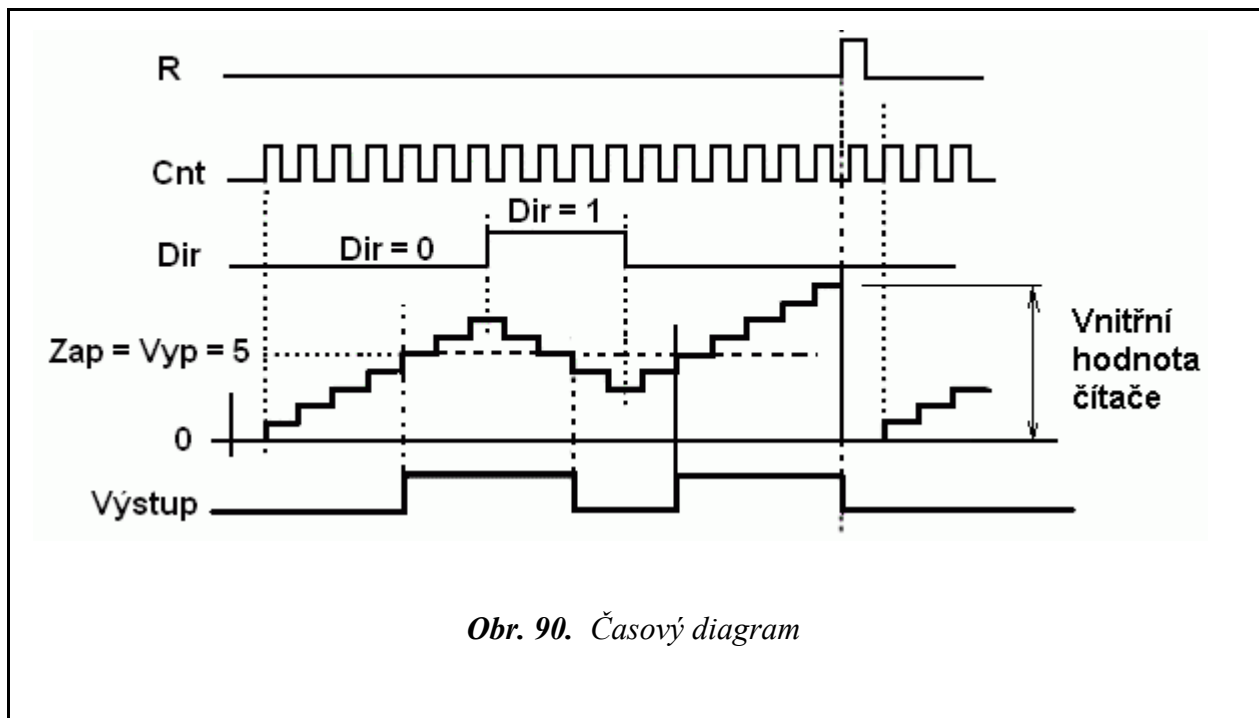 R
Cnt
Dir = 1
Dir
Dir = 0
Zap = Vyp = 5
Vnitřní
hodnota
čítače
0
Výstup
Obr. 90. Časový diagram